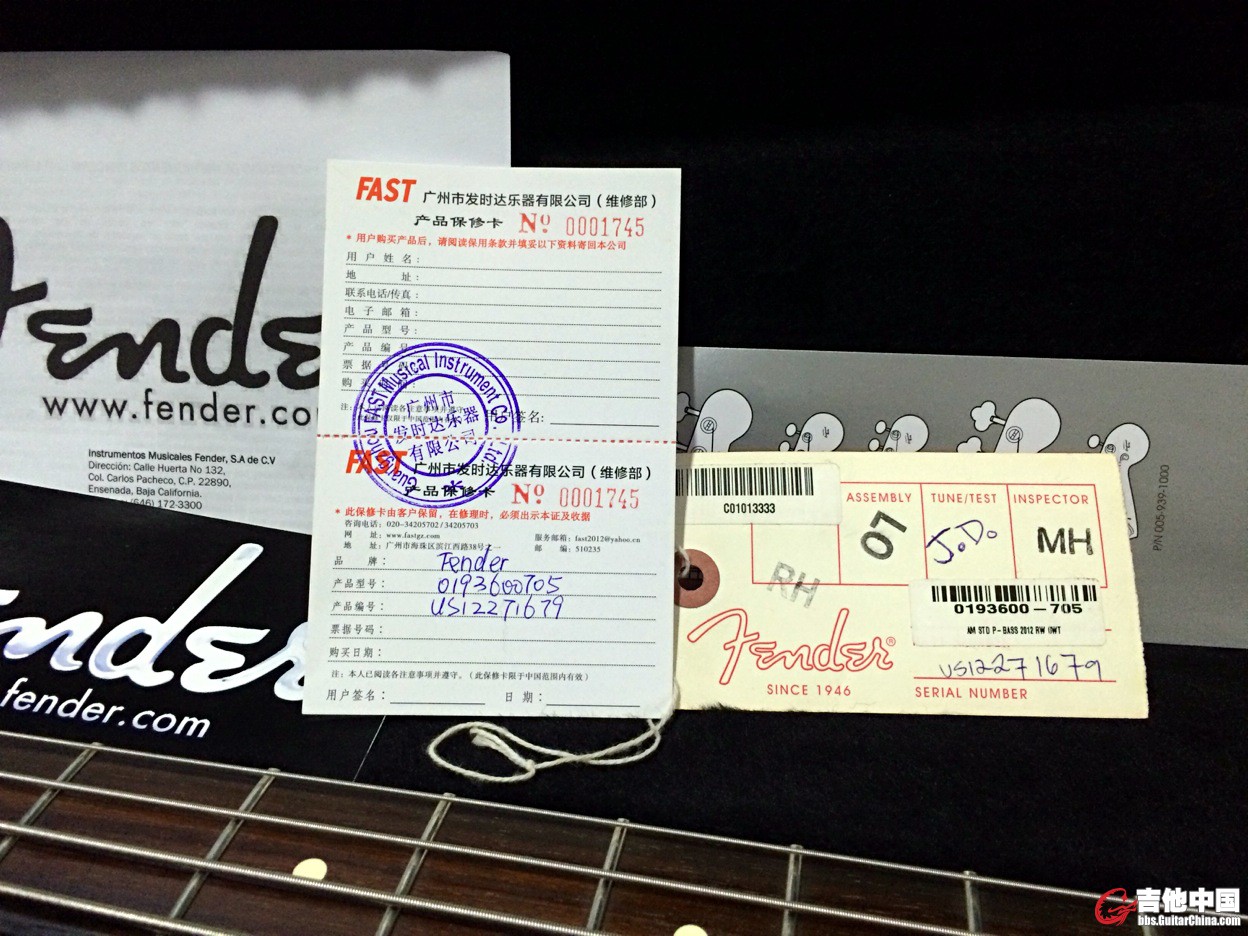 Fender
www.fender.co
Instrumentos Musicales Fender, S.A de C.V
Dirección: Calle Huerta No 132,
Col. Carlos Pacheco, C.P. 22890,
Ensenada, Baja California.
(646) 172-3300
ender
fender.com
FAST 广州市发时达乐器有限公司（维修部）
产品保修卡 Nº 0001745
* 用户购买产品后，请阅读保用条款并填妥以下资料寄回本公司
用户姓名：
地址：
联系电话/传真：
电子邮箱：
产品型号：
产品编号
票据
购
签名：
Guangzhou FAST Musical Instrument Co., Ltd.
广州市
发时达乐器
有限公司
FAST 广州市发时达乐器有限公司（维修部）
产品保修卡 Nº 0001745
* 此保修卡由客户保留，在修理时，必须出示本证及收据
咨询电话：020-34205702 / 34205703
网址：www.fastgz.com 服务邮箱：fast2012@yahoo.cn
地址：广州市海珠区滨江西路38号 邮编：510235
品牌：Fender
产品型号：0193600705
产品编号：US12271679
票据号码：
购买日期：
注：本人已阅读各注意事项并遵守。（此保修卡限于中国范围内有效）
用户签名： 日期：
C01013333
ASSEMBLY TUNE/TEST INSPECTOR
07 J.D. MH
RH
0193600-705
AM STD P-BASS 2012 RW OWT
Fender®
SINCE 1946
US12271679
SERIAL NUMBER
P/N 005-939-1000
吉他中国
bbs.GuitarChina.com